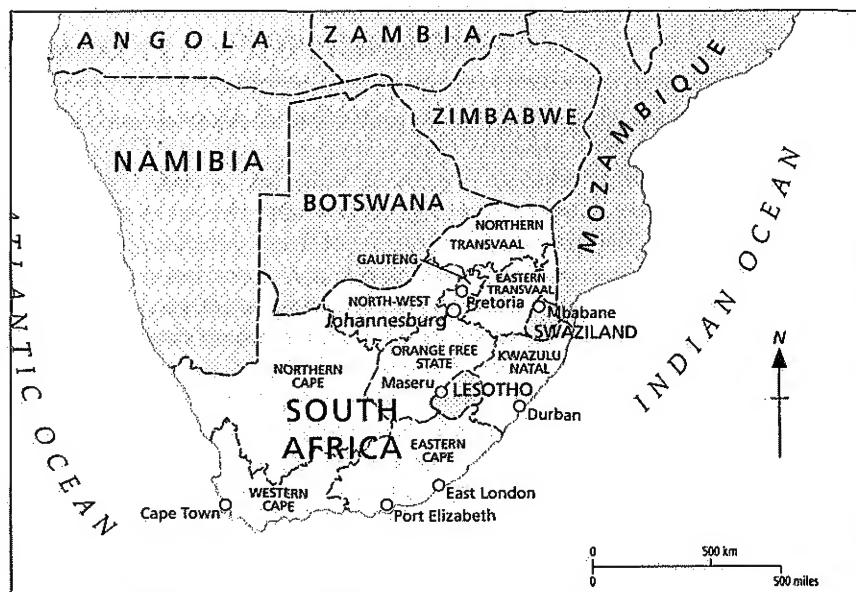 ANGOLA
ZAMBIA
ZIMBABWE
MOZAMBIQUE
NAMIBIA
BOTSWANA
NORTHERN
TRANSVAAL
GAUTENG
EASTERN
TRANSVAAL
NORTH-WEST
Pretoria
Johannesburg
Mbabane
SWAZILAND
ORANGE FREE
STATE
KWAZULU
NATAL
NORTHERN
CAPE
Maseru
LESOTHO
Durban
SOUTH
AFRICA
EASTERN
CAPE
WESTERN
CAPE
East London
Cape Town
Port Elizabeth
ATLANTIC OCEAN
INDIAN OCEAN
N
0 500 km
0 500 miles